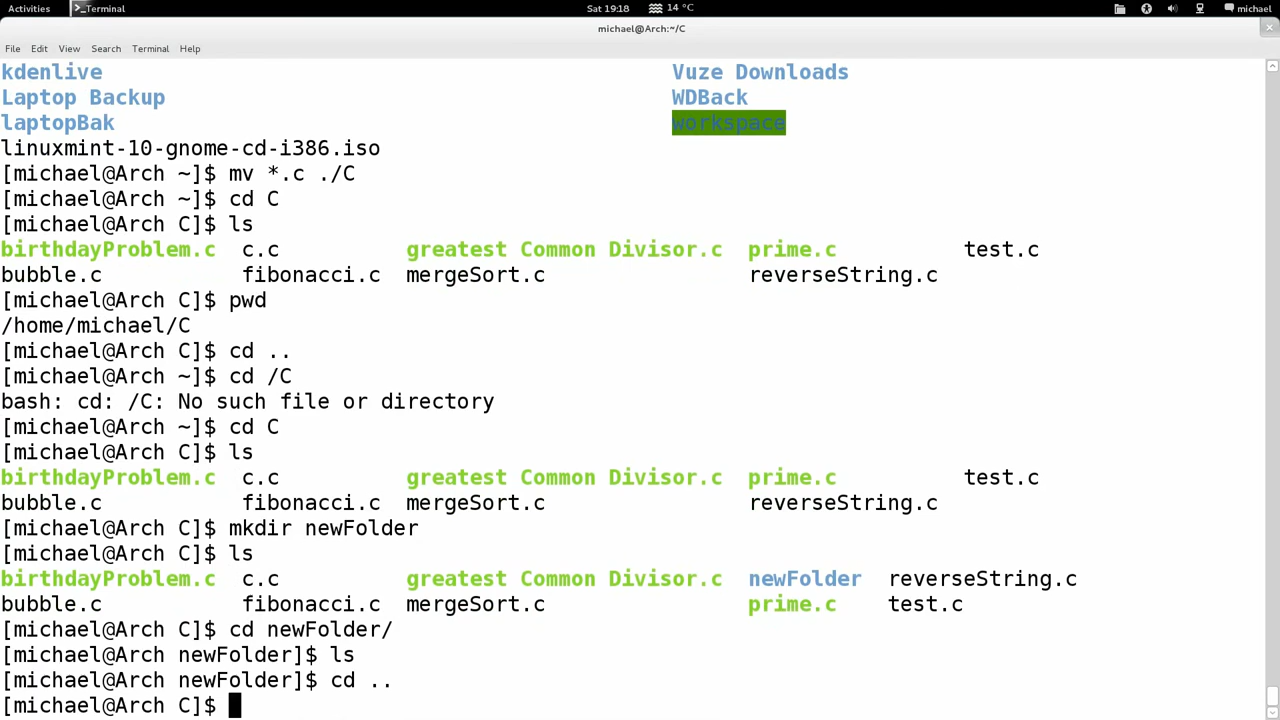 Activities Terminal Sat 19:18 14 °C michael
michael@Arch:~/C
File Edit View Search Terminal Help
kdenlive Vuze Downloads
Laptop Backup WDBack
laptopBak workspace
linuxmint-10-gnome-cd-i386.iso
[michael@Arch ~]$ mv *.c ./C
[michael@Arch ~]$ cd C
[michael@Arch C]$ ls
birthdayProblem.c c.c greatest Common Divisor.c prime.c test.c
bubble.c fibonacci.c mergeSort.c reverseString.c
[michael@Arch C]$ pwd
/home/michael/C
[michael@Arch C]$ cd ..
[michael@Arch ~]$ cd /C
bash: cd: /C: No such file or directory
[michael@Arch ~]$ cd C
[michael@Arch C]$ ls
birthdayProblem.c c.c greatest Common Divisor.c prime.c test.c
bubble.c fibonacci.c mergeSort.c reverseString.c
[michael@Arch C]$ mkdir newFolder
[michael@Arch C]$ ls
birthdayProblem.c c.c greatest Common Divisor.c newFolder reverseString.c
bubble.c fibonacci.c mergeSort.c prime.c test.c
[michael@Arch C]$ cd newFolder/
[michael@Arch newFolder]$ ls
[michael@Arch newFolder]$ cd ..
[michael@Arch C]$